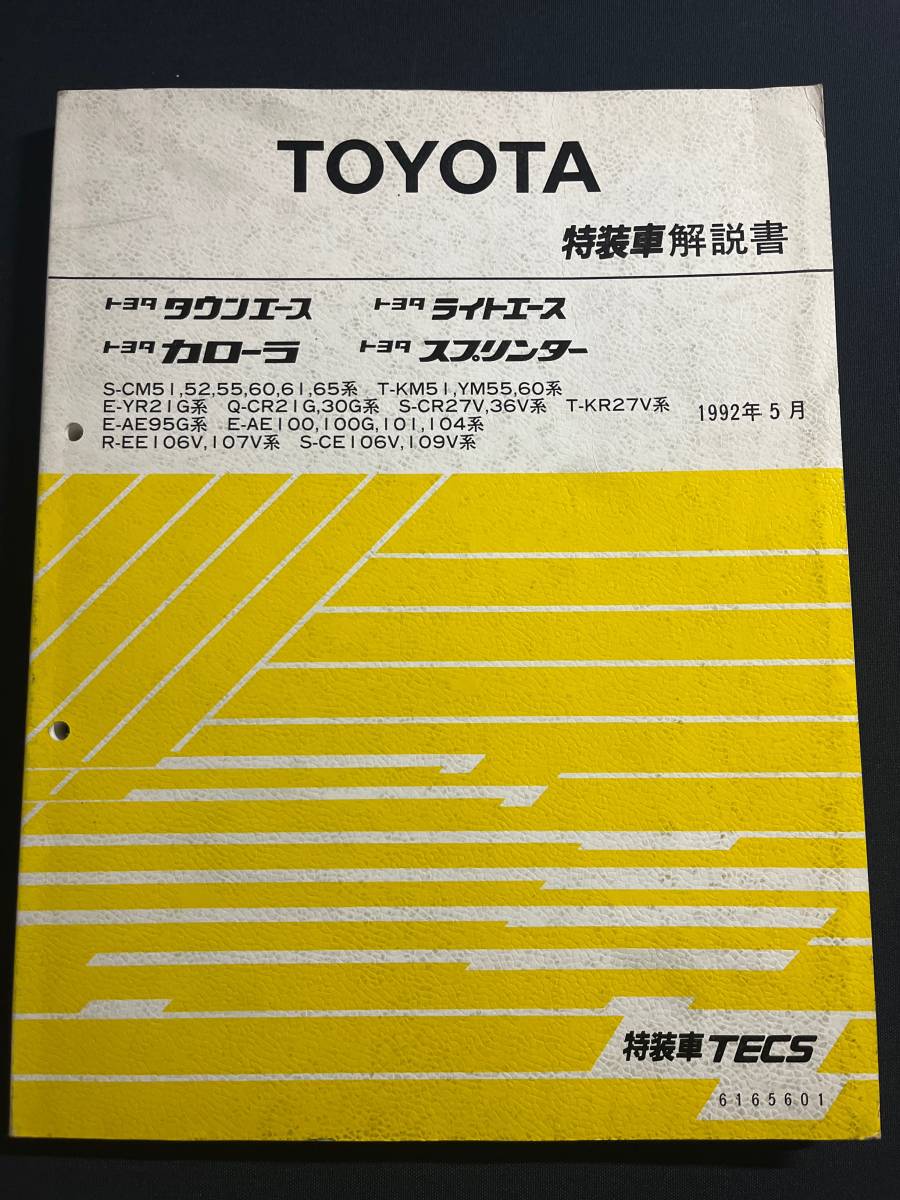 TOYOTA
特装車解説書
トヨタ タウンエース トヨタ ライトエース
トヨタ カローラ トヨタ スプリンター
S-CM51,52,55,60,61,65系 T-KM51,YM55,60系
E-YR21G系 Q-CR21G,30G系 S-CR27V,36V系 T-KR27V系
E-AE95G系 E-AE100,100G,101,104系
R-EE106V,107V系 S-CE106V,109V系
1992年5月
特装車 TECS
6165601